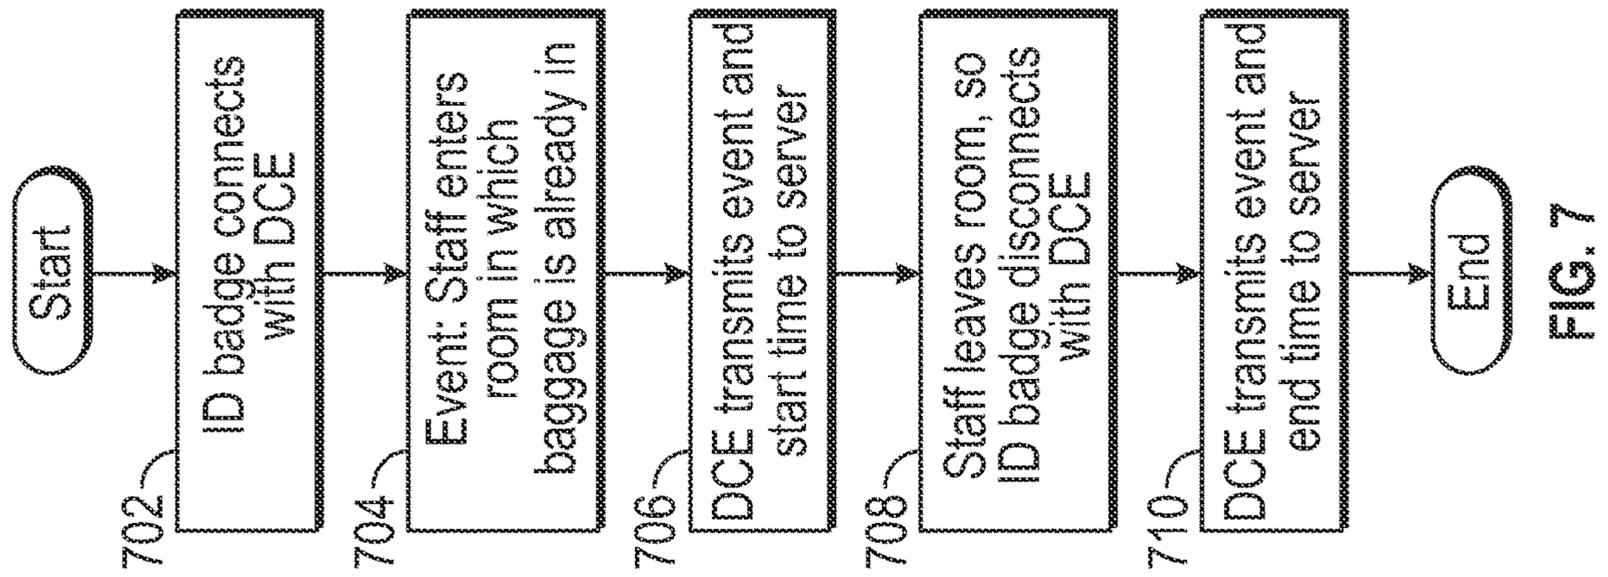 Start
702
ID badge connects
with DCE
704
Event: Staff enters
room in which
baggage is already in
706
DCE transmits event and
start time to server
708
Staff leaves room, so
ID badge disconnects
with DCE
710
DCE transmits event and
end time to server
End
FIG. 7